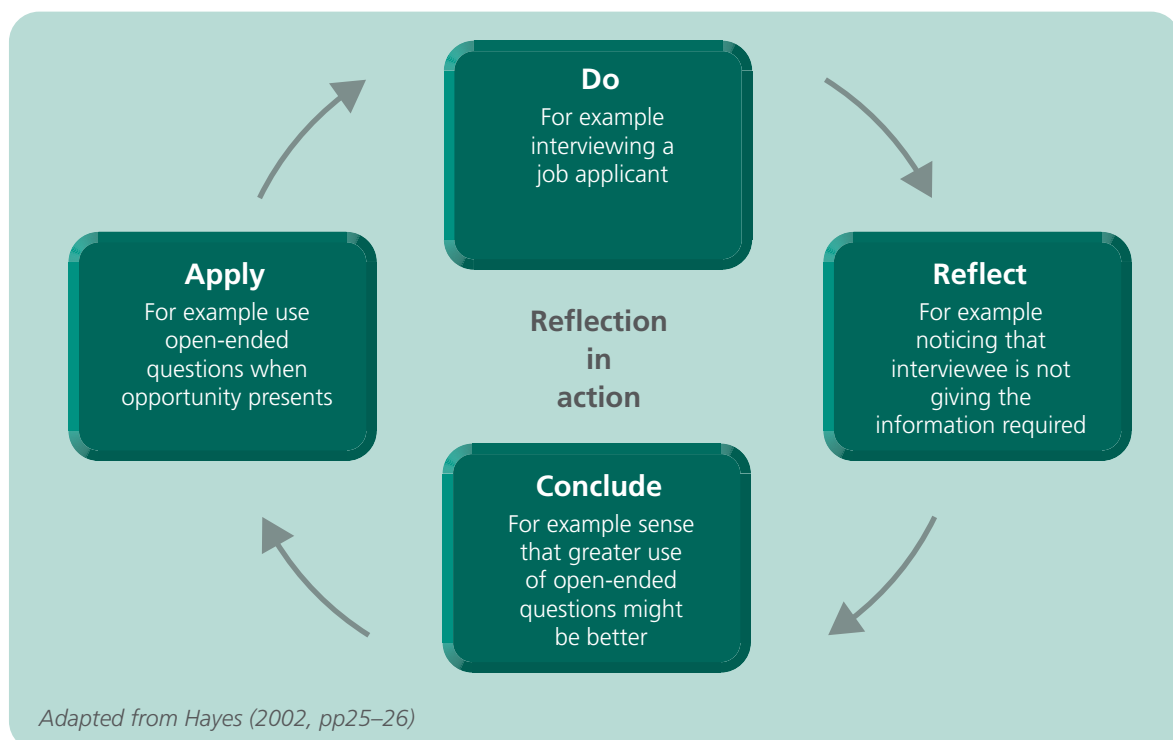 Do
For example
interviewing a
job applicant
Apply
For example use
open-ended
questions when
opportunity presents
Reflection
in
action
Reflect
For example
noticing that
interviewee is not
giving the
information required
Conclude
For example sense
that greater use
of open-ended
questions might
be better
Adapted from Hayes (2002, pp25–26)